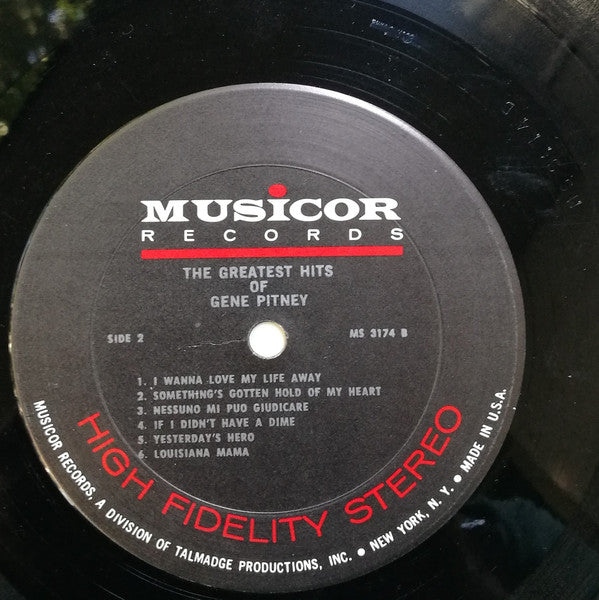 MUSICOR
RECORDS
THE GREATEST HITS
OF
GENE PITNEY
SIDE 2
MS 3174 B
1. I WANNA LOVE MY LIFE AWAY
2. SOMETHING'S GOTTEN HOLD OF MY HEART
3. NESSUNO MI PUO GIUDICARE
4. IF I DIDN'T HAVE A DIME
5. YESTERDAY'S HERO
6. LOUISIANA MAMA
HIGH FIDELITY STEREO
MUSICOR RECORDS, A DIVISION OF TALMADGE PRODUCTIONS, INC. • NEW YORK, N. Y. • MADE IN U.S.A.